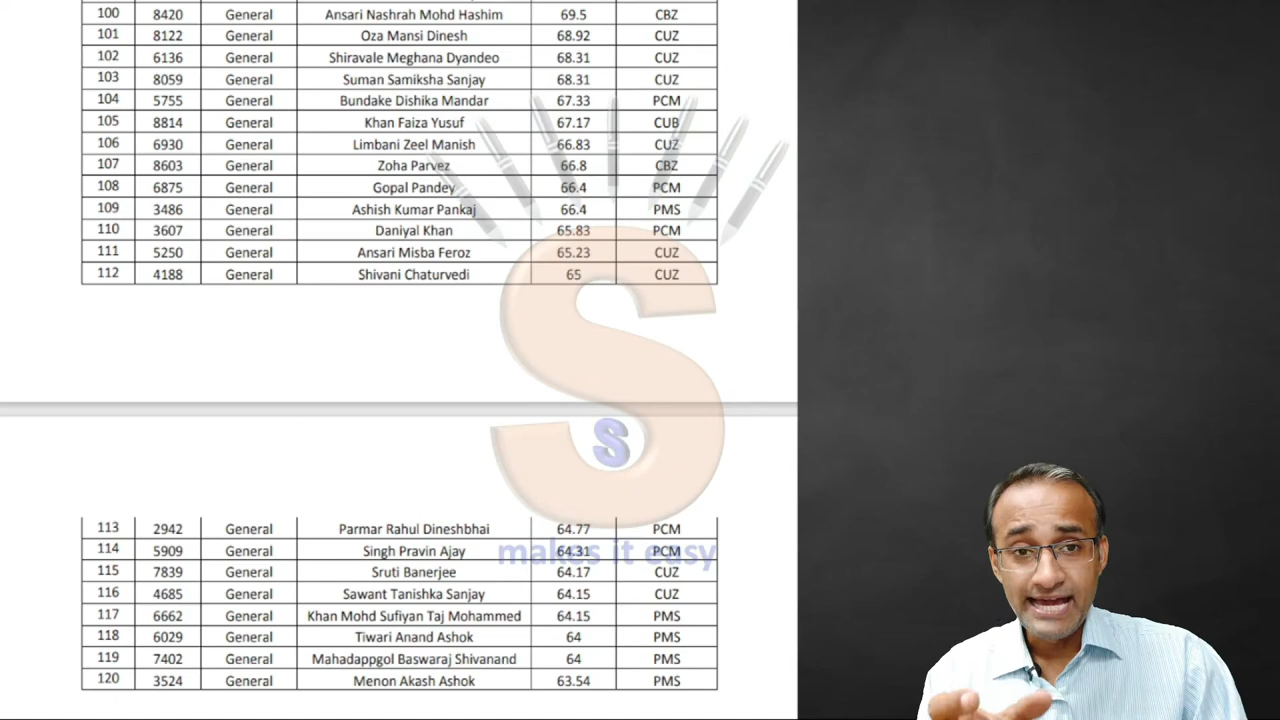 100 8420 General Ansari Nashrah Mohd Hashim 69.5 CBZ
101 8122 General Oza Mansi Dinesh 68.92 CUZ
102 6136 General Shiravale Meghana Dyandeo 68.31 CUZ
103 8059 General Suman Samiksha Sanjay 68.31 CUZ
104 5755 General Bundake Dishika Mandar 67.33 PCM
105 8814 General Khan Faiza Yusuf 67.17 CUB
106 6930 General Limbani Zeel Manish 66.83 CUZ
107 8603 General Zoha Parvez 66.8 CBZ
108 6875 General Gopal Pandey 66.4 PCM
109 3486 General Ashish Kumar Pankaj 66.4 PMS
110 3607 General Daniyal Khan 65.83 PCM
111 5250 General Ansari Misba Feroz 65.23 CUZ
112 4188 General Shivani Chaturvedi 65 CUZ
S
s
113 2942 General Parmar Rahul Dineshbhai 64.77 PCM
114 5909 General Singh Pravin Ajay 64.31 PCM
makes it easy
115 7839 General Sruti Banerjee 64.17 CUZ
116 4685 General Sawant Tanishka Sanjay 64.15 CUZ
117 6662 General Khan Mohd Sufiyan Taj Mohammed 64.15 PMS
118 6029 General Tiwari Anand Ashok 64 PMS
119 7402 General Mahadappgol Baswaraj Shivanand 64 PMS
120 3524 General Menon Akash Ashok 63.54 PMS